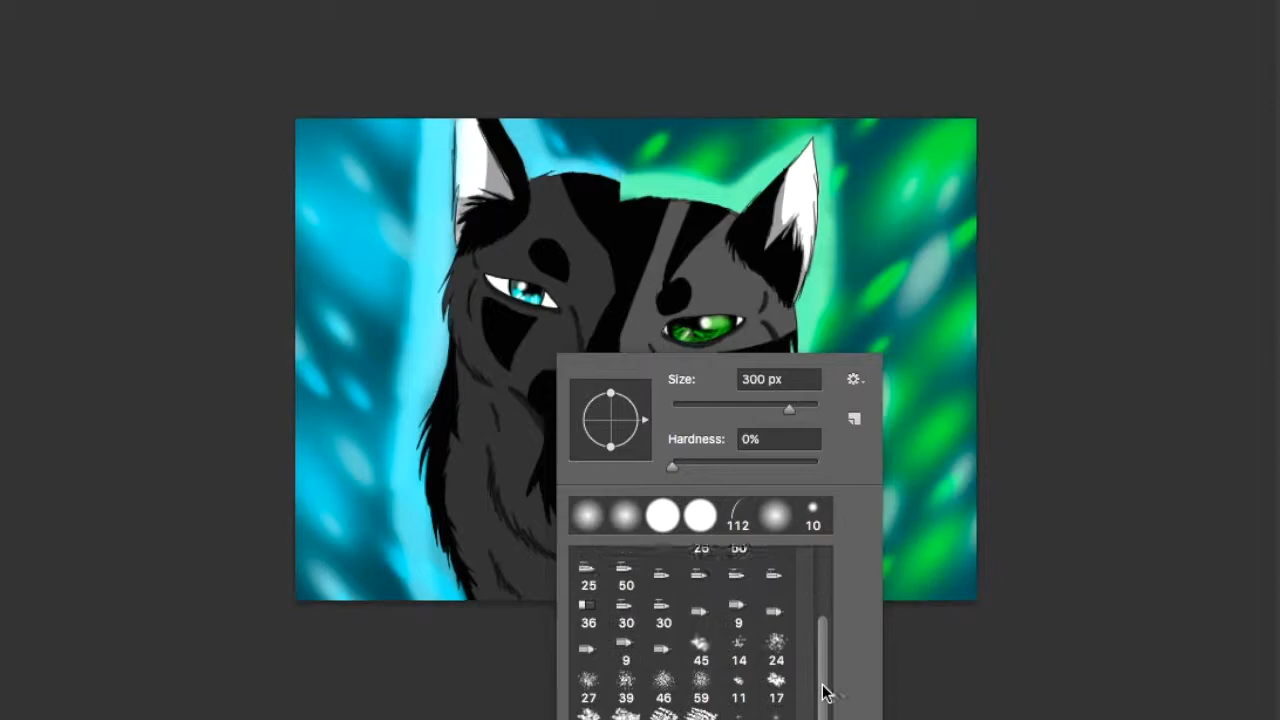 Size: 300 px
Hardness: 0%
112 10
25 50
25 50
36 30 30 9
9 45 14 24
27 39 46 59 11 17